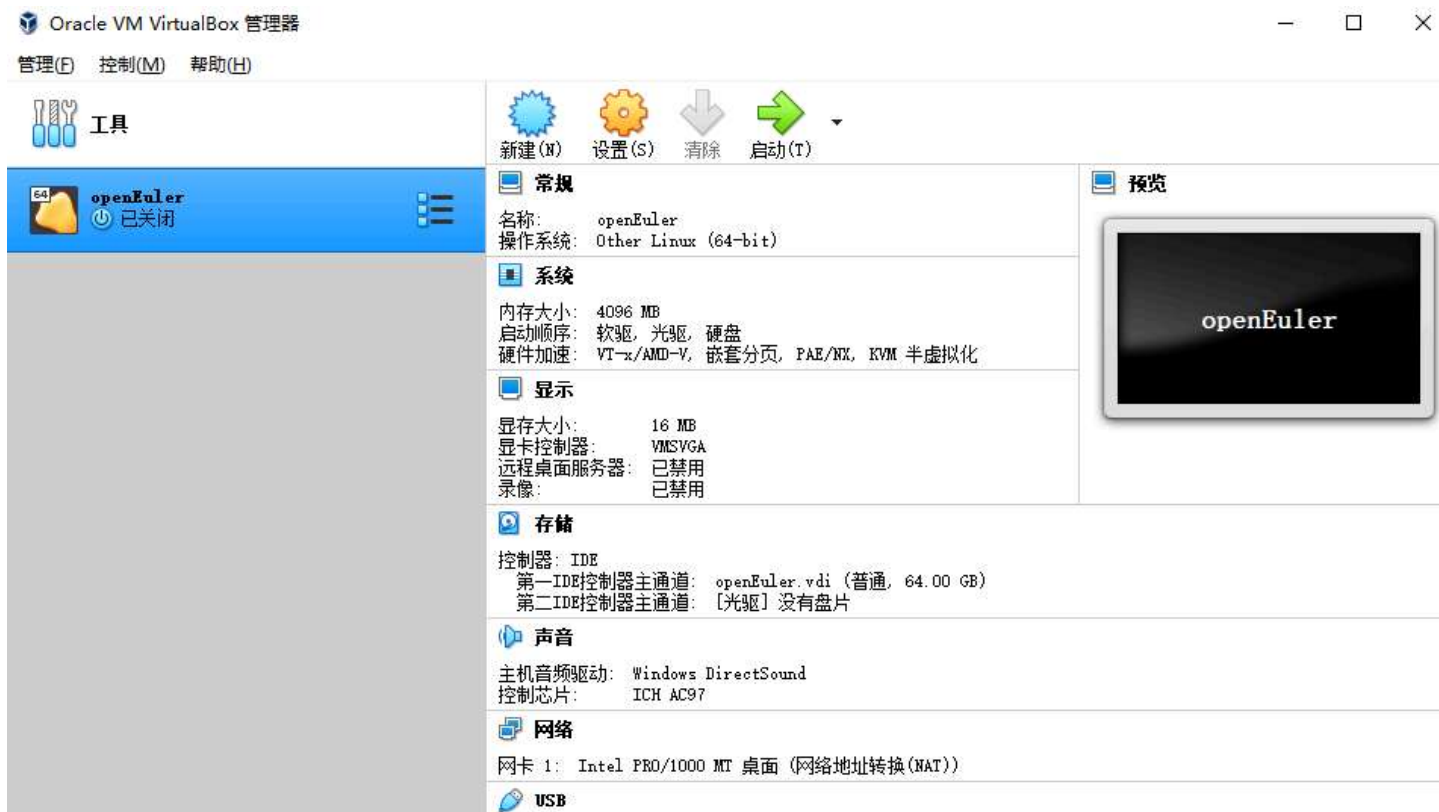 Oracle VM VirtualBox 管理器
管理(F) 控制(M) 帮助(H)
工具
新建(N) 设置(S) 清除 启动(T)
64
openEuler
已关闭
常规
名称: openEuler
操作系统: Other Linux (64-bit)
系统
内存大小: 4096 MB
启动顺序: 软驱, 光驱, 硬盘
硬件加速: VT-x/AMD-V, 嵌套分页, PAE/NX, KVM 半虚拟化
显示
显存大小: 16 MB
显卡控制器: VMSVGA
远程桌面服务器: 已禁用
录像: 已禁用
预览
openEuler
存储
控制器: IDE
第一IDE控制器主通道: openEuler.vdi (普通, 64.00 GB)
第二IDE控制器主通道: [光驱] 没有盘片
声音
主机音频驱动: Windows DirectSound
控制芯片: ICH AC97
网络
网卡 1: Intel PRO/1000 MT 桌面 (网络地址转换(NAT))
USB